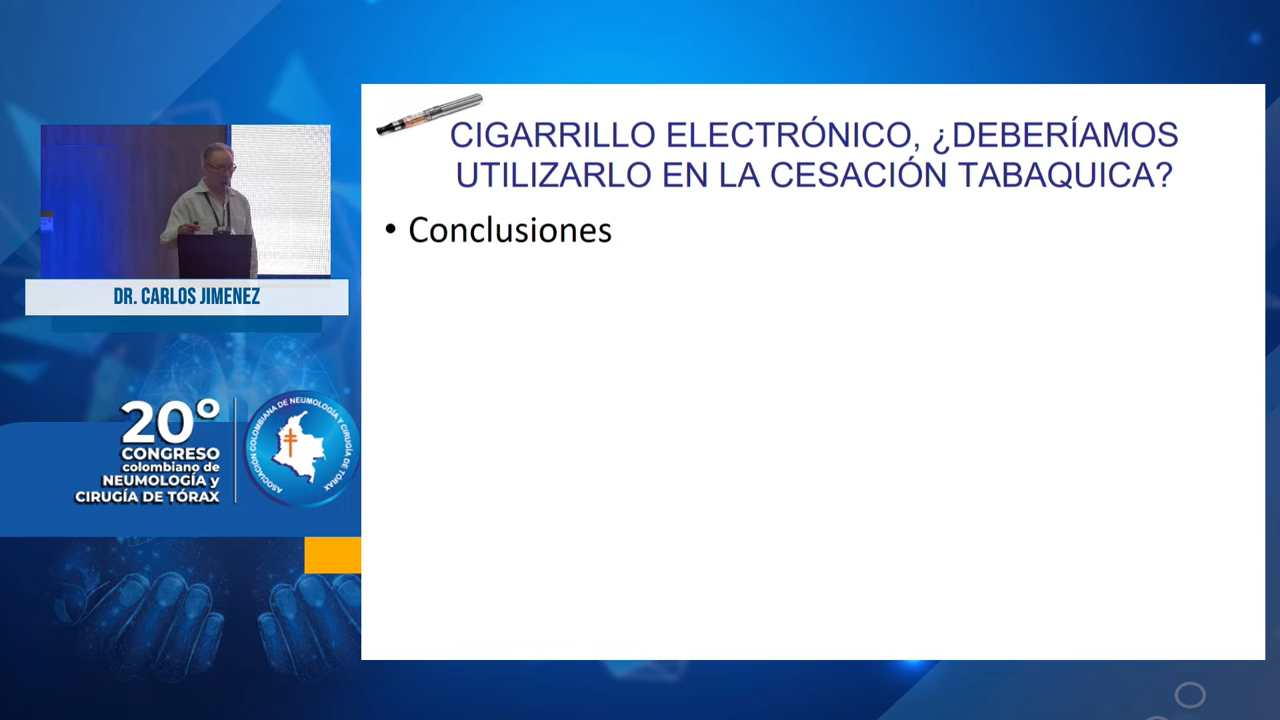 CIGARRILLO ELECTRÓNICO, ¿DEBERÍAMOS
UTILIZARLO EN LA CESACIÓN TABAQUICA?
• Conclusiones
DR. CARLOS JIMENEZ
20º
CONGRESO
colombiano de
NEUMOLOGÍA y
CIRUGÍA DE TÓRAX
ASOCIACIÓN COLOMBIANA DE NEUMOLOGÍA Y CIRUGÍA DE TÓRAX